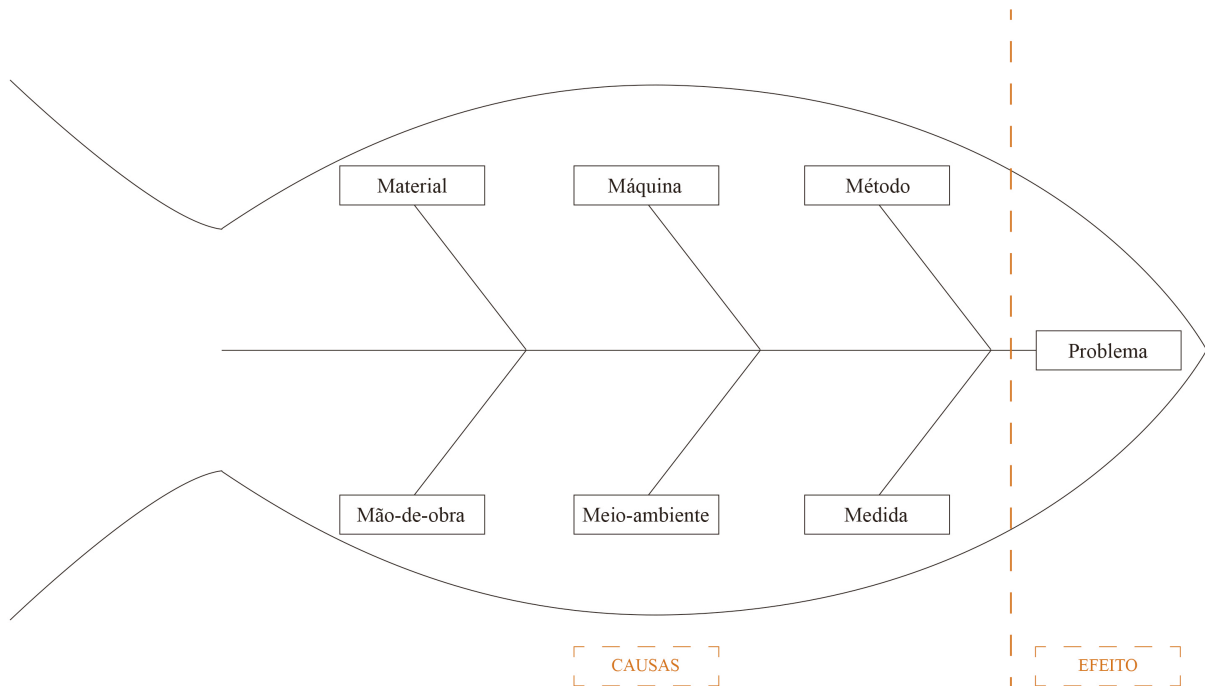 Material
Máquina
Método
Problema
Mão-de-obra
Meio-ambiente
Medida
CAUSAS
EFEITO